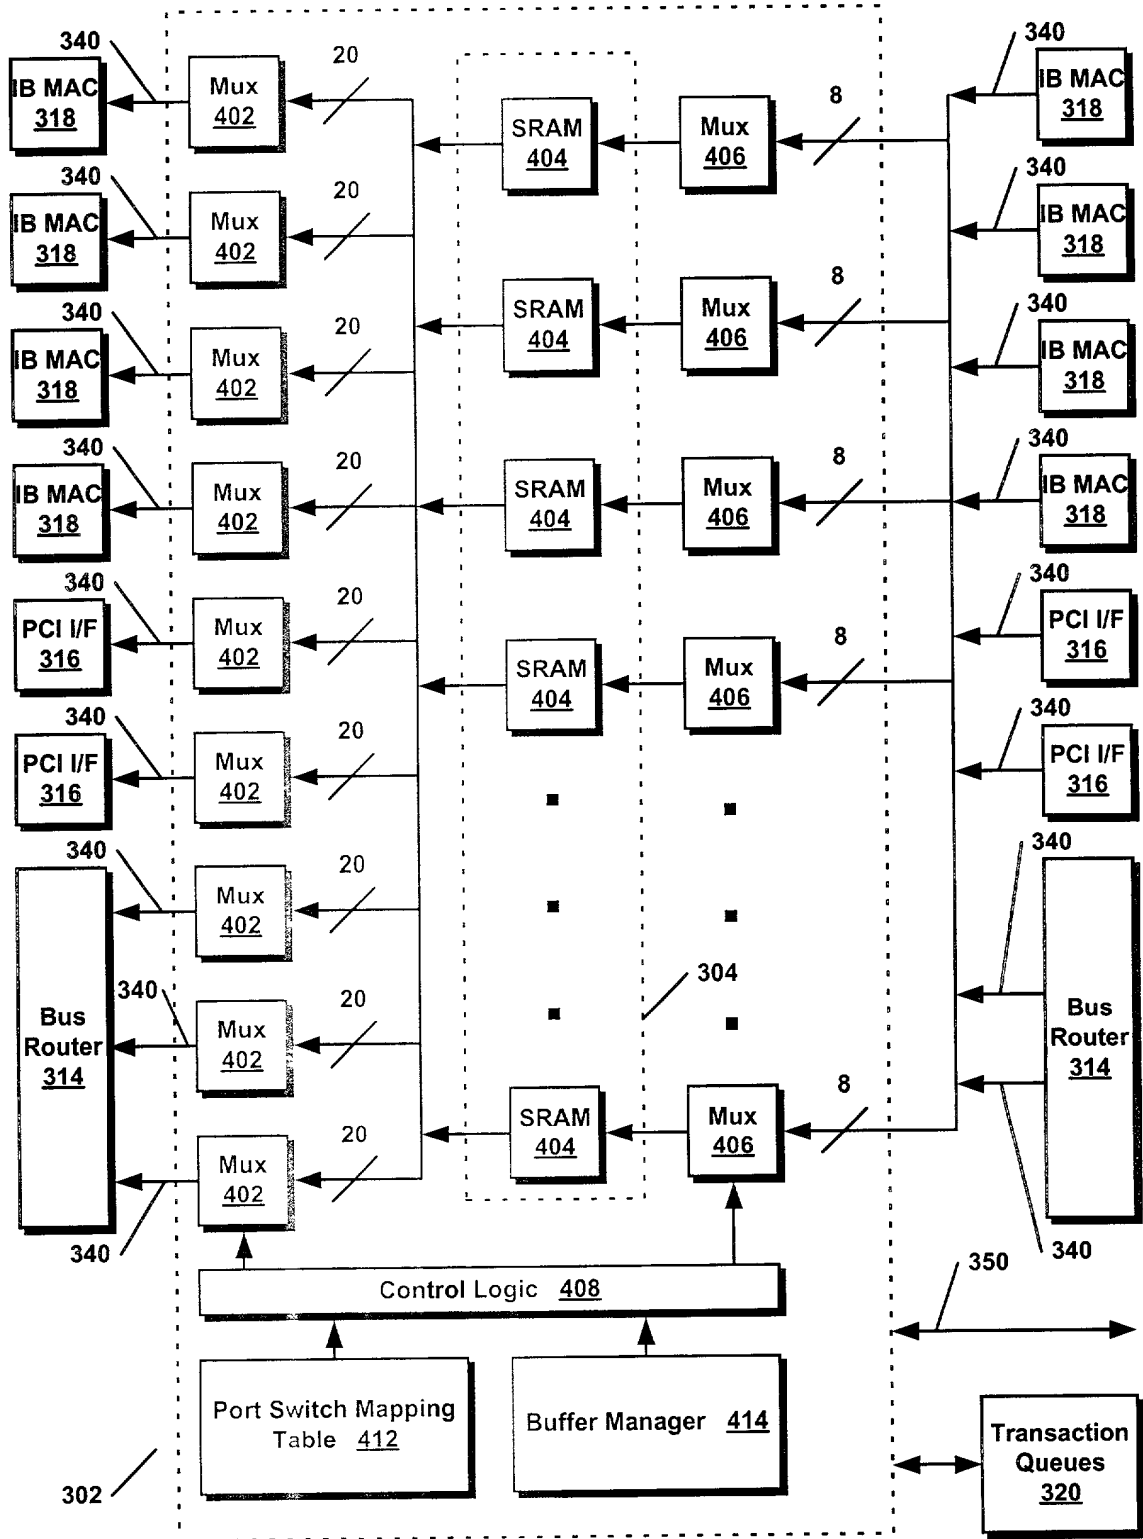 340
20
8
340
IB MAC
318
Mux
402
SRAM
404
Mux
406
IB MAC
318
340
20
340
IB MAC
318
Mux
402
IB MAC
318
340
20
8
340
IB MAC
318
Mux
402
SRAM
404
Mux
406
IB MAC
318
340
20
8
340
IB MAC
318
Mux
402
SRAM
404
Mux
406
IB MAC
318
340
20
340
PCI I/F
316
Mux
402
8
SRAM
404
Mux
406
PCI I/F
316
340
20
340
PCI I/F
316
Mux
402
PCI I/F
316
340
20
340
Mux
402
304
340
20
Bus
Router
314
Mux
402
Bus
Router
314
20
8
Mux
402
SRAM
404
Mux
406
340
340
350
Control Logic 408
Port Switch Mapping
Table 412
Buffer Manager 414
Transaction
Queues
320
302